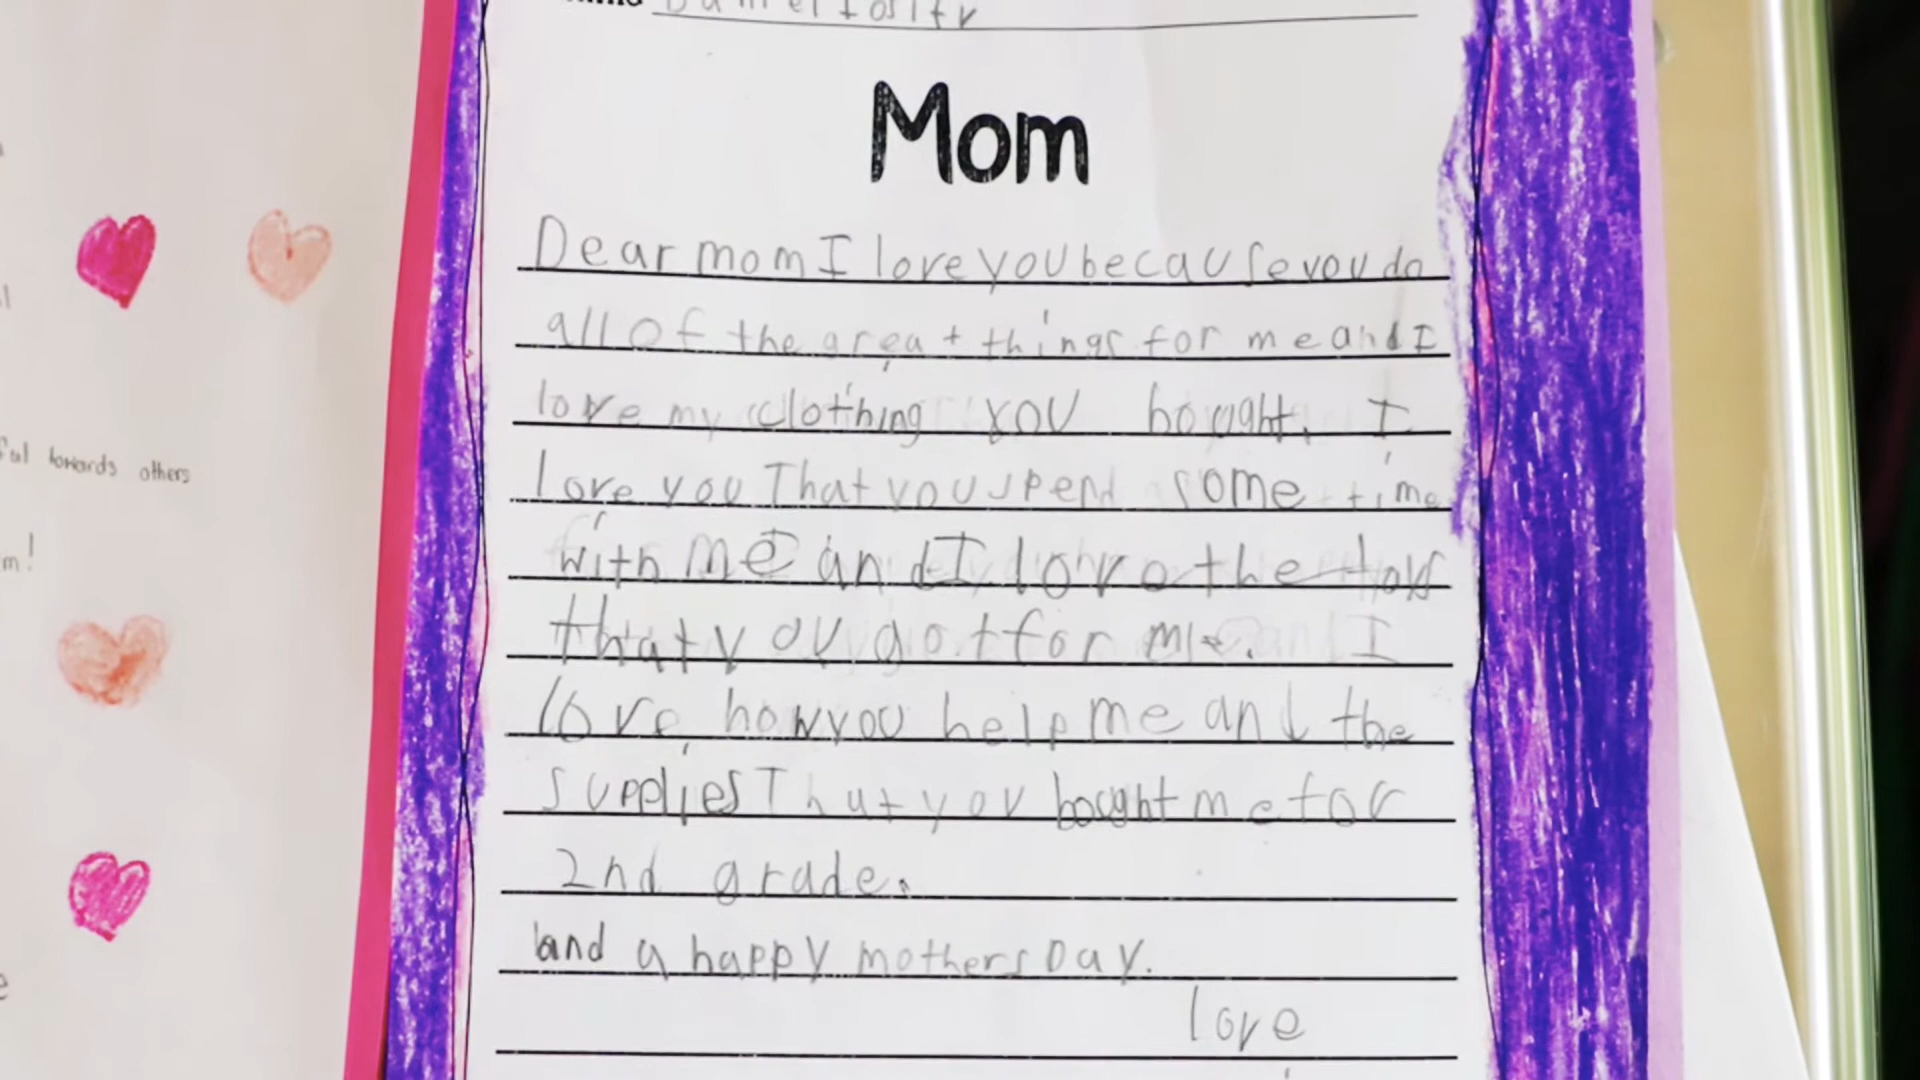 Mom
Dear mom I love you because you do
all of the great things for me and I
love my clothing you bought. I
love you That you spend some time
with me and I love the
that you got for me. I
love how you help me and the
supplies That you bought me for
2nd grade.
and a happy mothers Day.
love
towards others